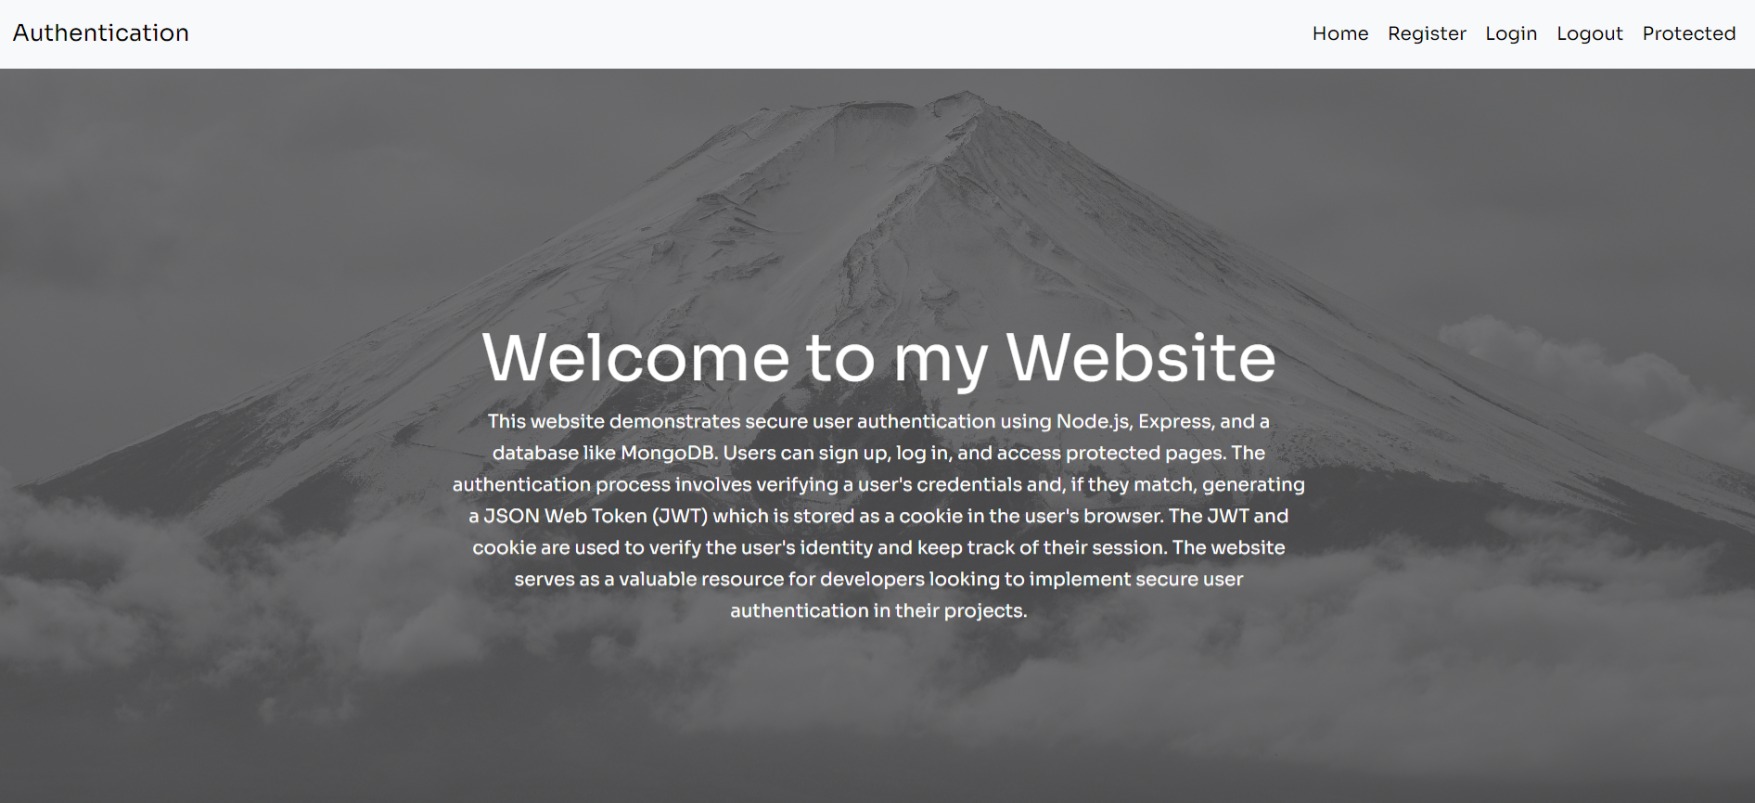 Authentication
Home Register Login Logout Protected
Welcome to my Website
This website demonstrates secure user authentication using Node.js, Express, and a
database like MongoDB. Users can sign up, log in, and access protected pages. The
authentication process involves verifying a user's credentials and, if they match, generating
a JSON Web Token (JWT) which is stored as a cookie in the user's browser. The JWT and
cookie are used to verify the user's identity and keep track of their session. The website
serves as a valuable resource for developers looking to implement secure user
authentication in their projects.